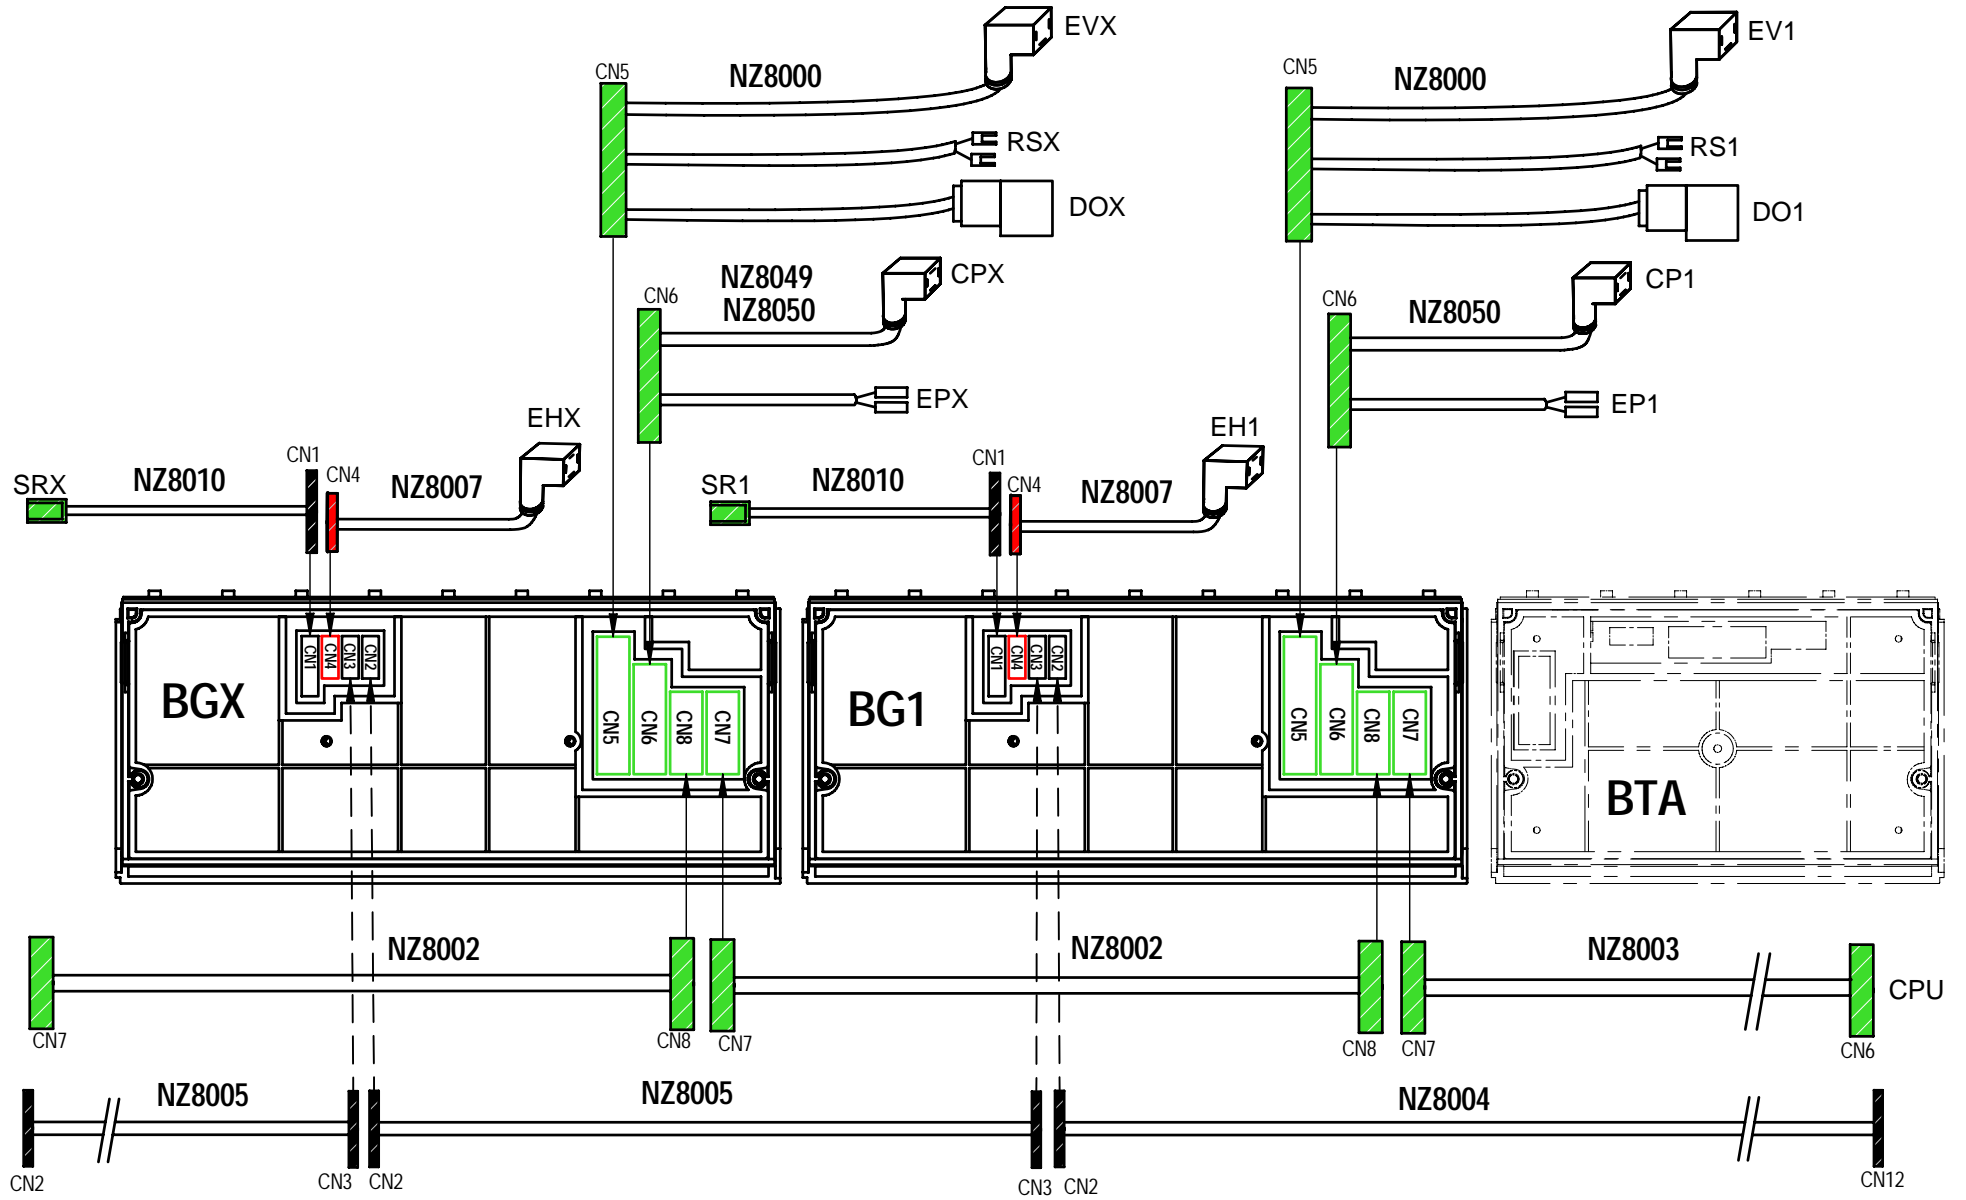 EVX
EV1
CN5
NZ8000
CN5
NZ8000
RSX
RS1
DOX
DO1
NZ8049
NZ8050
CPX
CN6
CN6
NZ8050
CP1
EPX
EP1
EHX
EH1
CN1
CN4
CN1
CN4
SRX
NZ8010
NZ8007
SR1
NZ8010
NZ8007
CN1
CN4
CN3
CN2
CN1
CN4
CN3
CN2
BGX
CN5
CN6
CN8
CN7
BG1
CN5
CN6
CN8
CN7
BTA
NZ8002
NZ8002
NZ8003
CPU
CN7
CN8
CN7
CN8
CN7
CN6
NZ8005
NZ8005
NZ8004
CN2
CN3
CN2
CN3
CN2
CN12